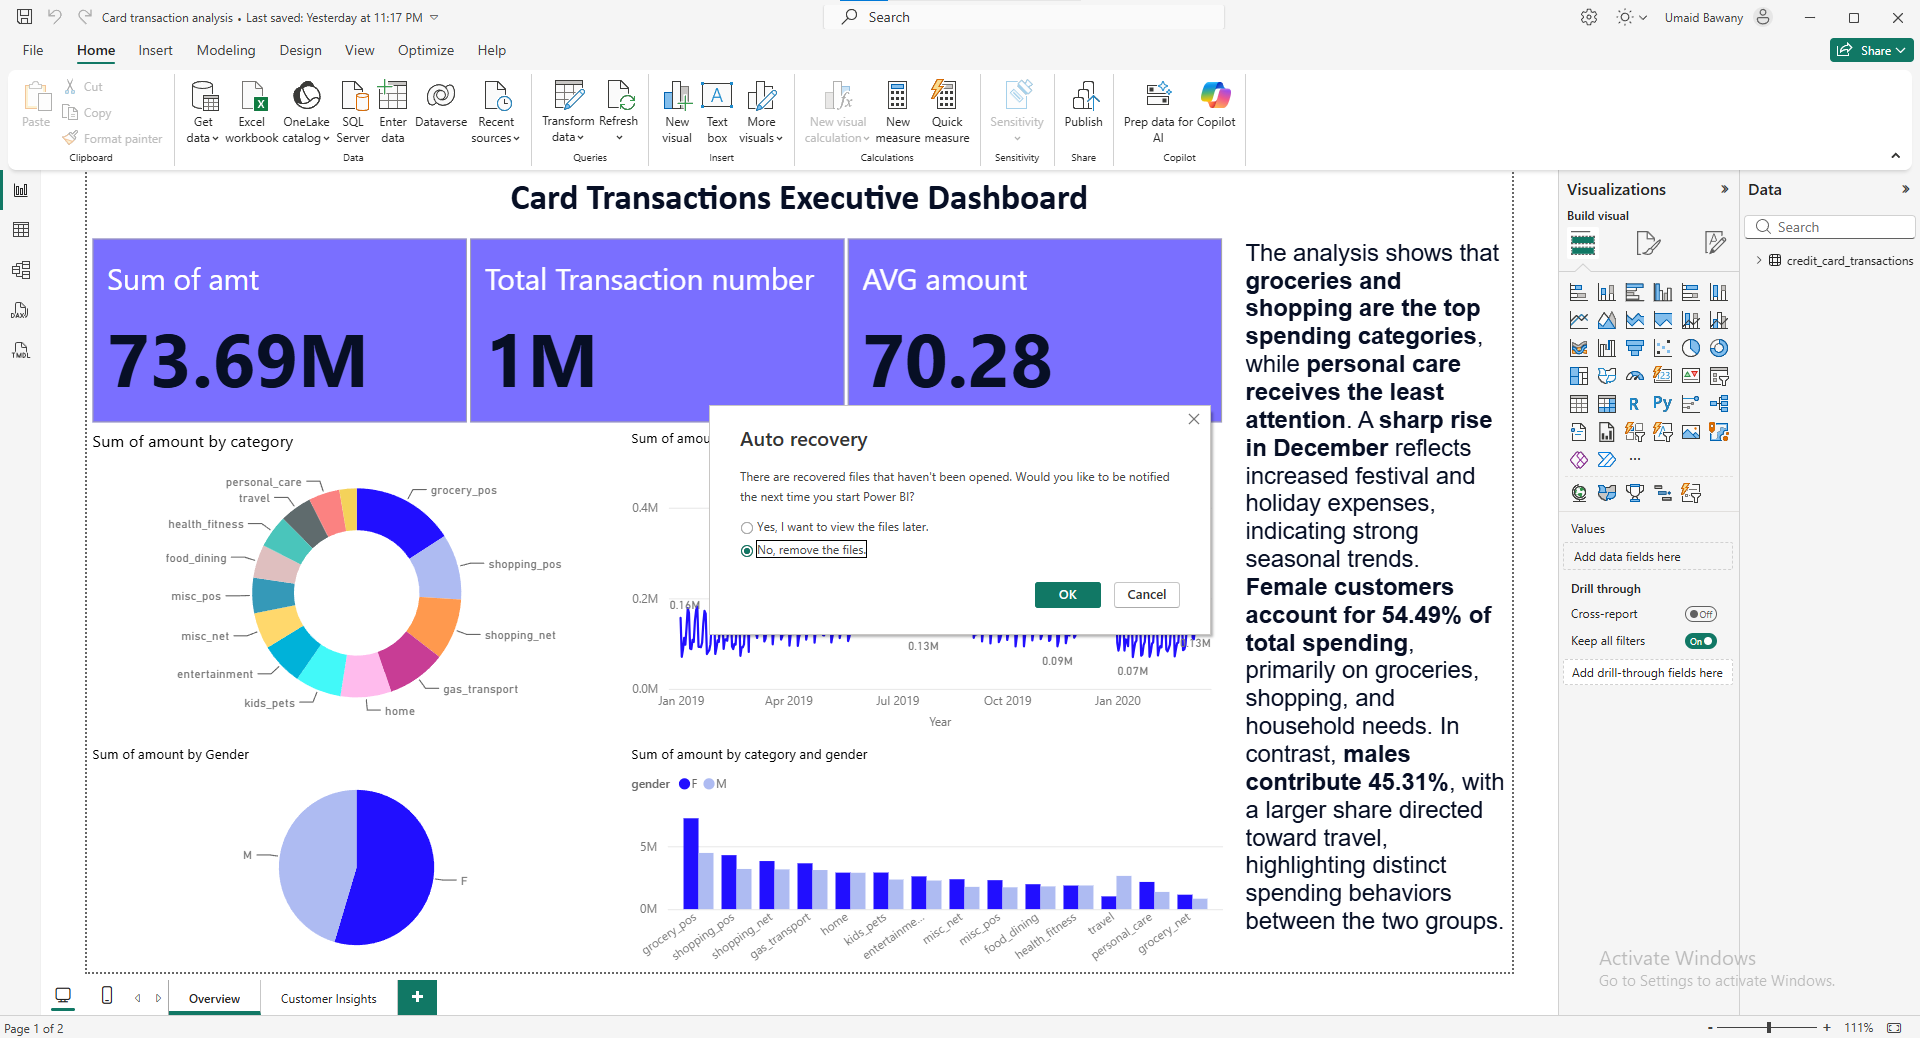 Card transaction analysis • Last saved: Yesterday at 11:17 PM
Search
Umaid Bawany
File
Home
Insert
Modeling
Design
View
Optimize
Help
Share
Paste
Cut
Copy
Format painter
Clipboard
Get data
Excel workbook
OneLake catalog
SQL Server
Enter data
Dataverse
Recent sources
Data
Transform data
Refresh
Queries
New visual
Text box
More visuals
Insert
New visual calculation
New measure
Quick measure
Calculations
Sensitivity
Sensitivity
Publish
Share
Prep data for AI
Copilot
Copilot
DAX
TMDL
Card Transactions Executive Dashboard
Sum of amt
73.69M
Total Transaction number
1M
AVG amount
70.28
Sum of amount by category
personal_care
travel
health_fitness
food_dining
misc_pos
misc_net
entertainment
kids_pets
home
gas_transport
shopping_net
shopping_pos
grocery_pos
Sum of amou
0.4M
0.2M
0.0M
0.16M
0.13M
0.09M
0.07M
0.13M
Jan 2019
Apr 2019
Jul 2019
Oct 2019
Jan 2020
Year
Auto recovery
There are recovered files that haven't been opened. Would you like to be notified
the next time you start Power BI?
Yes, I want to view the files later.
No, remove the files.
OK
Cancel
Sum of amount by Gender
M
F
Sum of amount by category and gender
gender F M
5M
0M
grocery_pos
shopping_pos
shopping_net
gas_transport
home
kids_pets
entertainme...
misc_net
misc_pos
food_dining
health_fitness
travel
personal_care
grocery_net
The analysis shows that
groceries and
shopping are the top
spending categories,
while personal care
receives the least
attention. A sharp rise
in December reflects
increased festival and
holiday expenses,
indicating strong
seasonal trends.
Female customers
account for 54.49% of
total spending,
primarily on groceries,
shopping, and
household needs. In
contrast, males
contribute 45.31%, with
a larger share directed
toward travel,
highlighting distinct
spending behaviors
between the two groups.
Visualizations
Build visual
R
Py
Values
Add data fields here
Drill through
Cross-report
Off
Keep all filters
On
Add drill-through fields here
Data
Search
credit_card_transactions
Activate Windows
Go to Settings to activate Windows.
Overview
Customer Insights
Page 1 of 2
111%